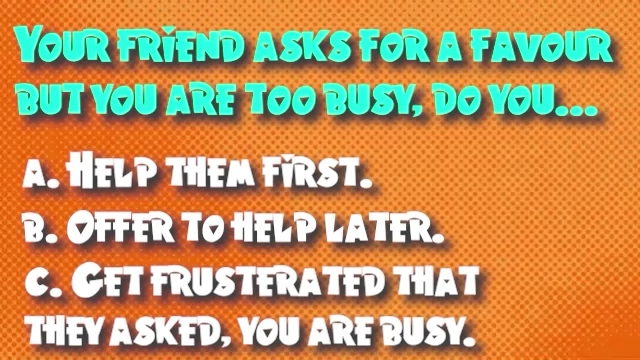 Your friend asks for a favour
but you are too busy, do you...
A. Help them first.
B. Offer to help later.
C. Get frusterated that
they asked, you are busy.